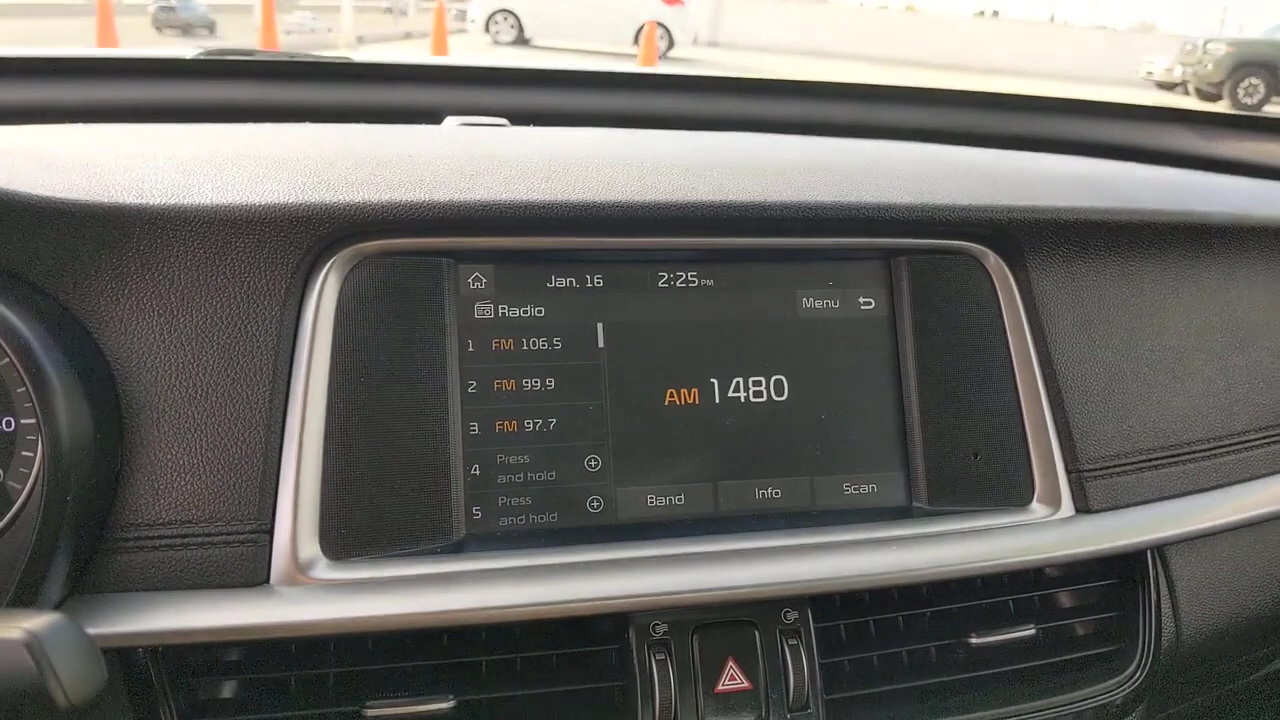 Jan, 16 2:25 PM
Radio
Menu
1 FM 106.5
2 FM 99.9
3 FM 97.7
4 Press and hold
5 Press and hold
AM 1480
Band Info Scan